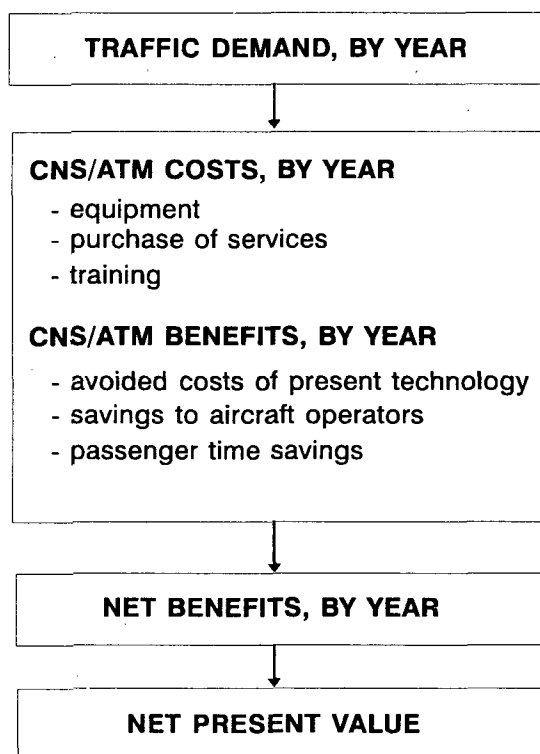 TRAFFIC DEMAND, BY YEAR
CNS/ATM COSTS, BY YEAR
- equipment
- purchase of services
- training
CNS/ATM BENEFITS, BY YEAR
- avoided costs of present technology
- savings to aircraft operators
- passenger time savings
NET BENEFITS, BY YEAR
NET PRESENT VALUE